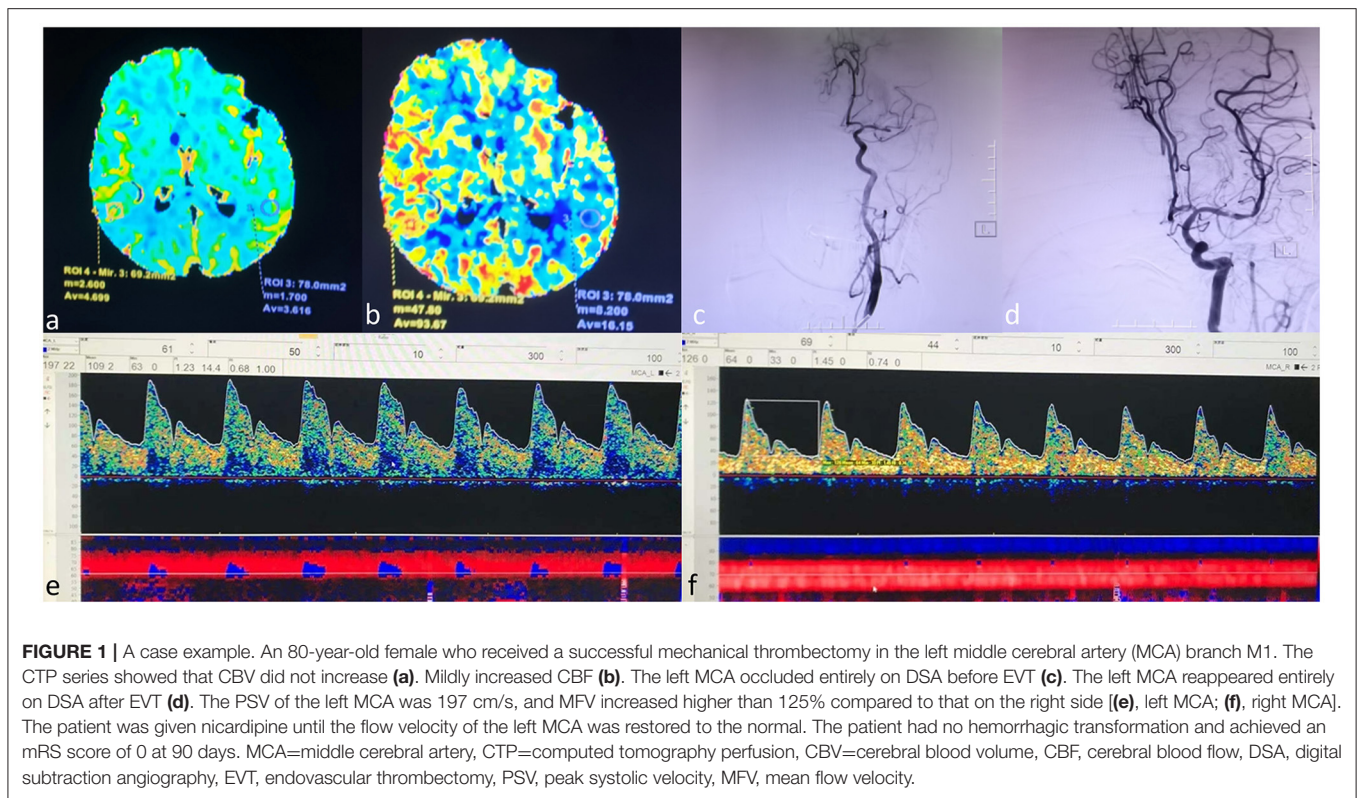 ROI 4 - Mir. 3: 69.2mm2
m=2.600
Av=4.699
ROI 3: 78.0mm2
m=1.700
Av=3.616
a
ROI 4 - Mir. 3:
m=47.80
Av=93.67
ROI 3: 78.0mm2
m=8.200
Av=16.15
b
c
d
61
50
10
300
100
197 22
109 2
63 0
1.23 14.4
0.68 1.00
MCA_L
e
69
44
10
300
100
126 0
64 0
33 0
1.45 0
0.74 0
MCA_R
f
FIGURE 1 | A case example. An 80-year-old female who received a successful mechanical thrombectomy in the left middle cerebral artery (MCA) branch M1. The
CTP series showed that CBV did not increase (a). Mildly increased CBF (b). The left MCA occluded entirely on DSA before EVT (c). The left MCA reappeared entirely
on DSA after EVT (d). The PSV of the left MCA was 197 cm/s, and MFV increased higher than 125% compared to that on the right side [(e), left MCA; (f), right MCA].
The patient was given nicardipine until the flow velocity of the left MCA was restored to the normal. The patient had no hemorrhagic transformation and achieved an
mRS score of 0 at 90 days. MCA=middle cerebral artery, CTP=computed tomography perfusion, CBV=cerebral blood volume, CBF, cerebral blood flow, DSA, digital
subtraction angiography, EVT, endovascular thrombectomy, PSV, peak systolic velocity, MFV, mean flow velocity.